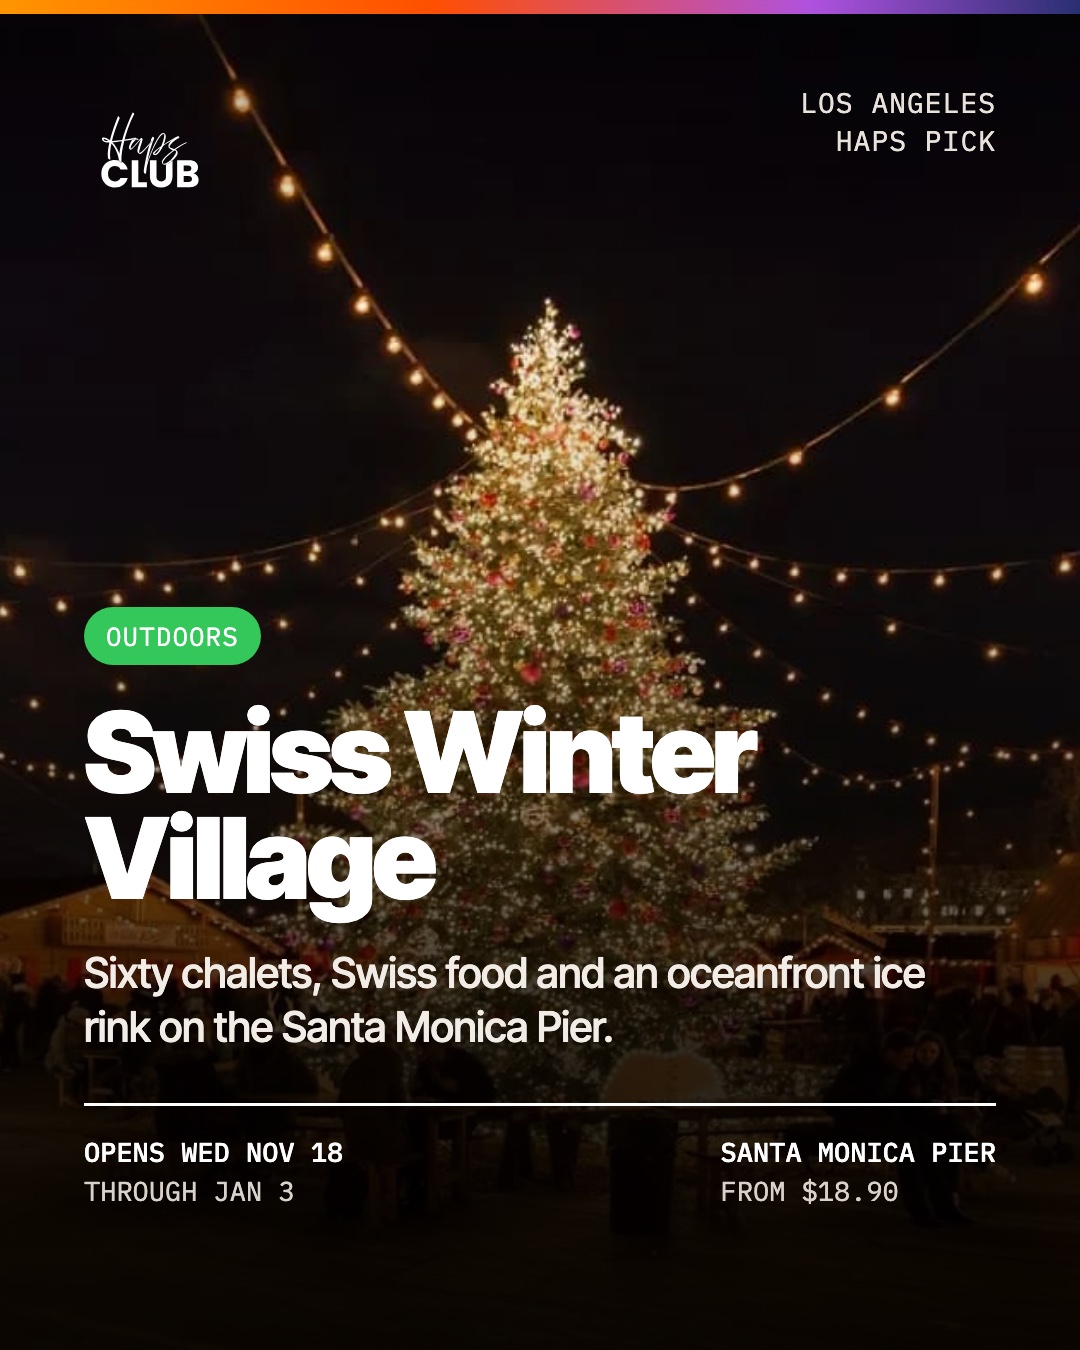 Haps
CLUB
LOS ANGELES
HAPS PICK
OUTDOORS
Swiss Winter
Village
Sixty chalets, Swiss food and an oceanfront ice
rink on the Santa Monica Pier.
OPENS WED NOV 18
THROUGH JAN 3
SANTA MONICA PIER
FROM $18.90